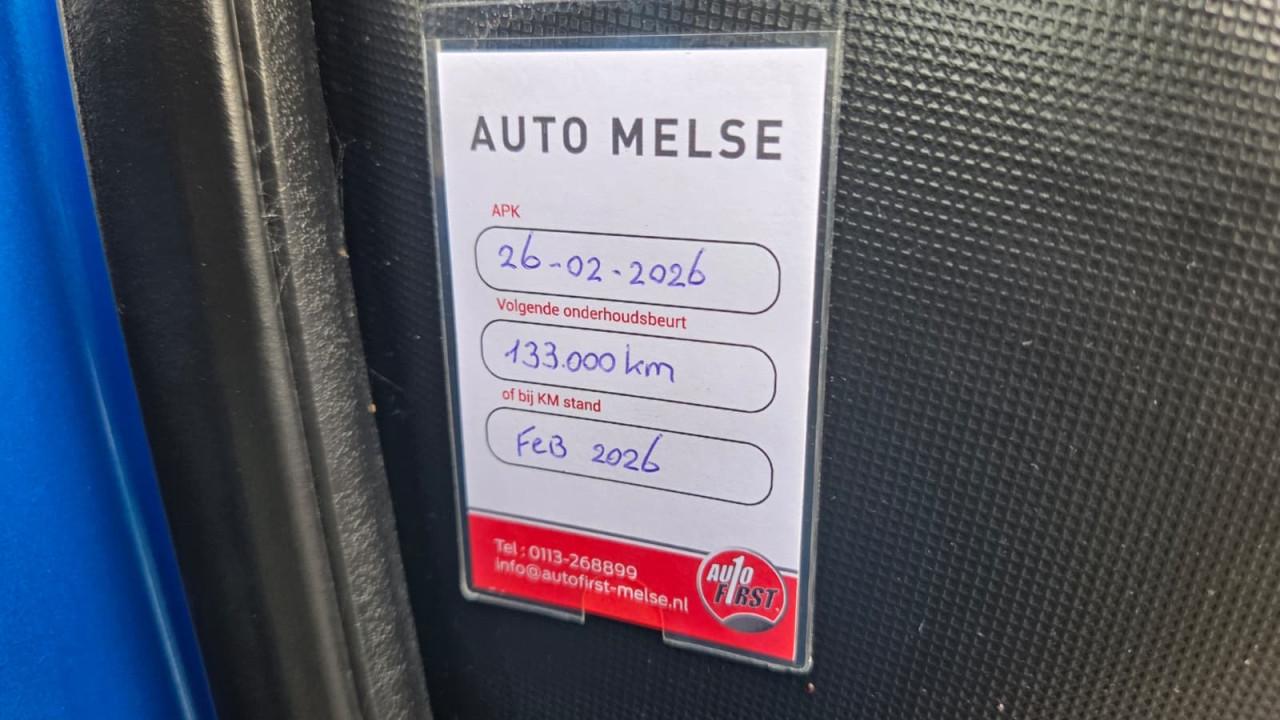 AUTO MELSE
APK
26-02-2026
Volgende onderhoudsbeurt
133.000 km
of bij KM stand
FeB 2026
Tel : 0113-268899
info@autofirst-melse.nl
AUTO
F1RST